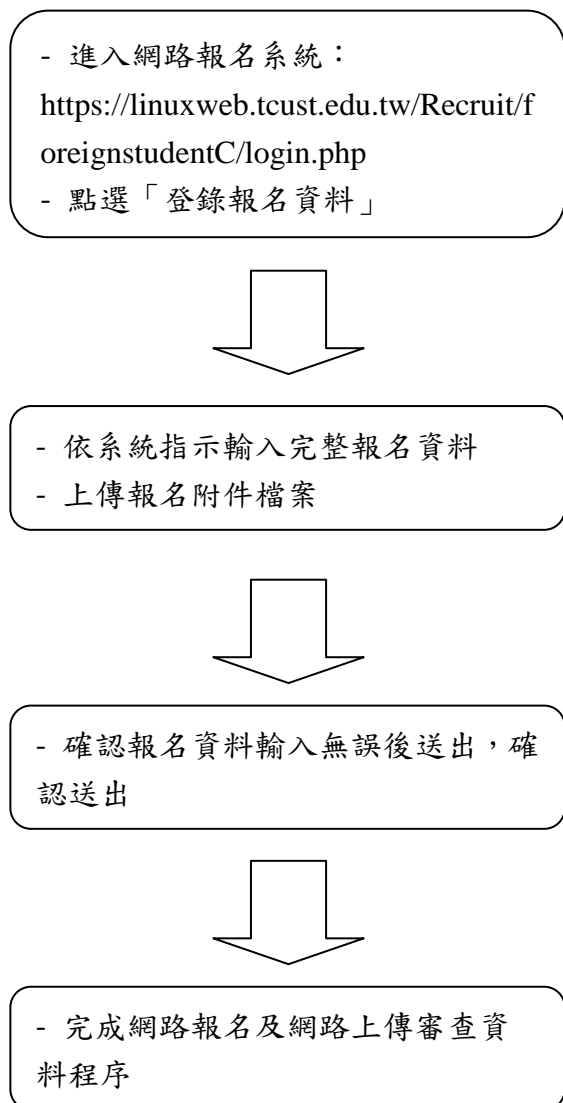 - 進入網路報名系統：
https://linuxweb.tcust.edu.tw/Recruit/f
oreignstudentC/login.php
- 點選「登錄報名資料」
- 依系統指示輸入完整報名資料
- 上傳報名附件檔案
- 確認報名資料輸入無誤後送出，確
認送出
- 完成網路報名及網路上傳審查資
料程序